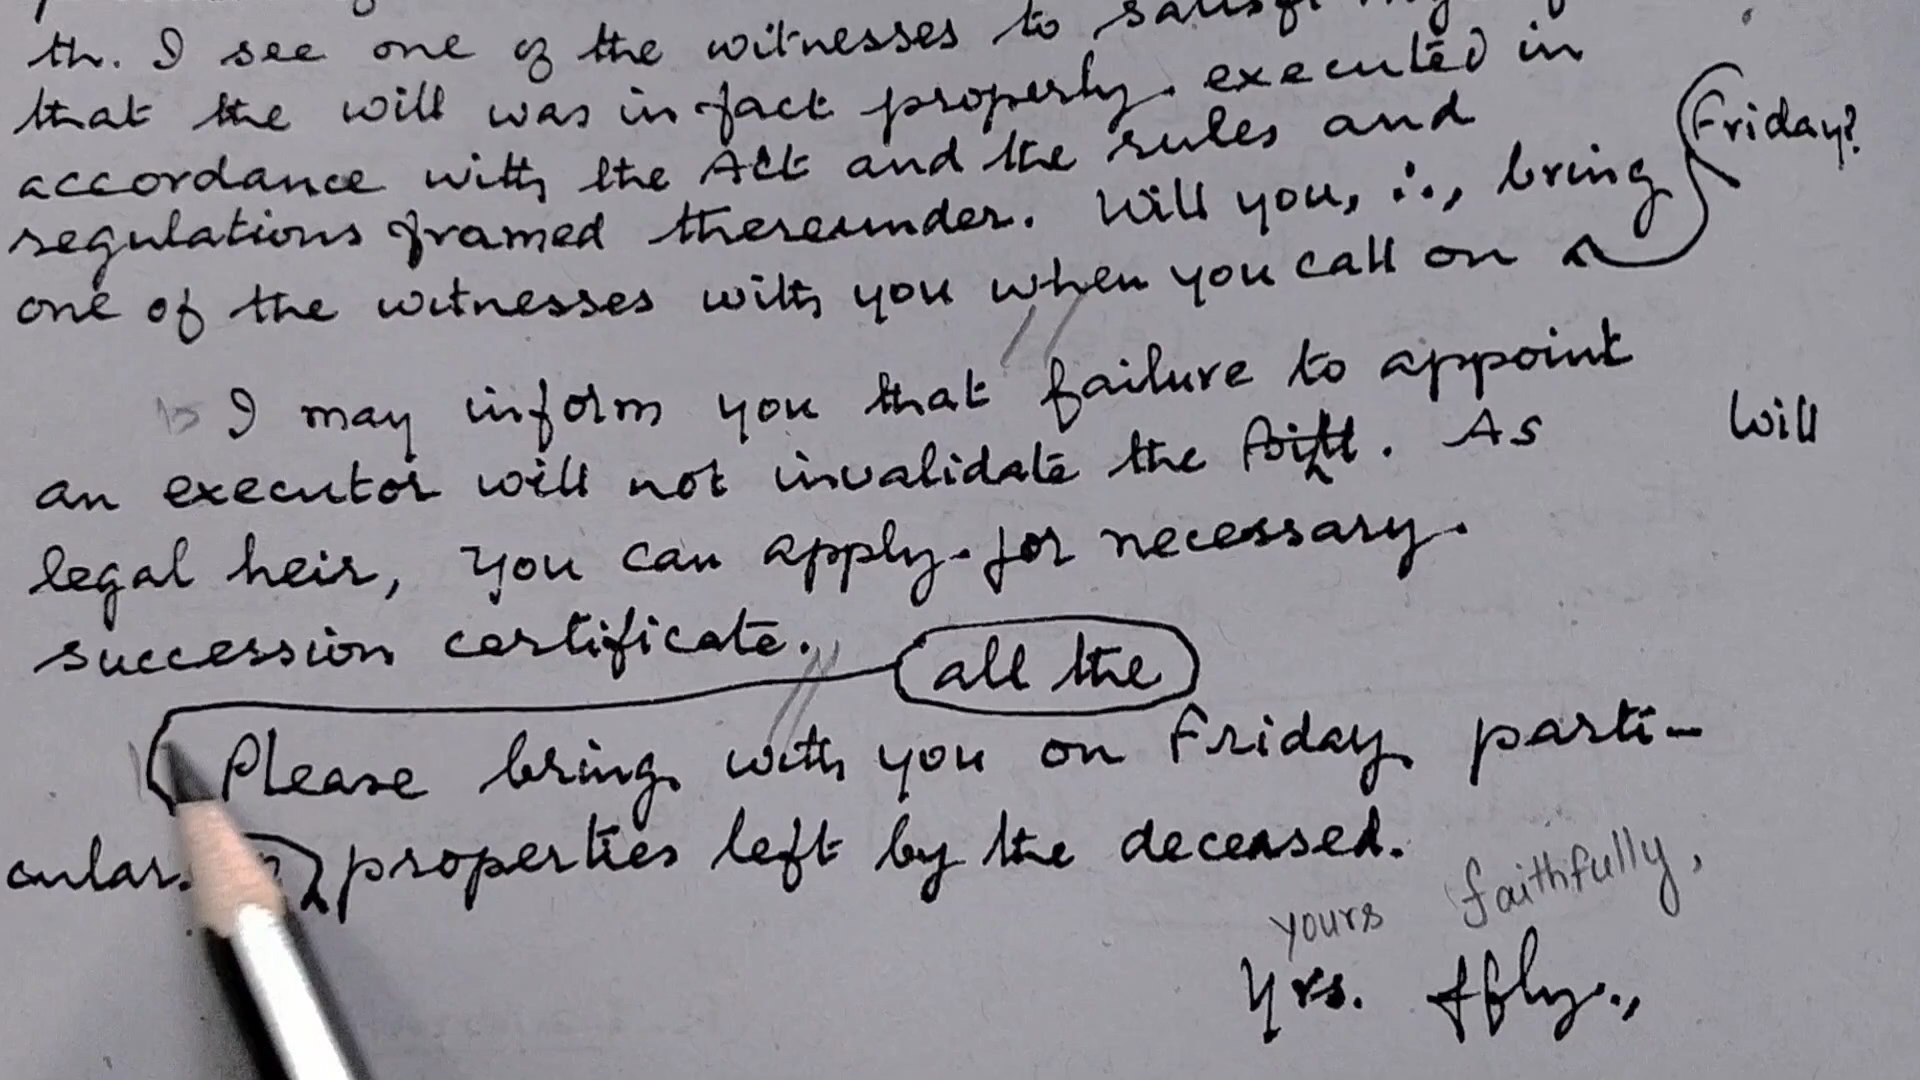 th. I see one of the witnesses to
that the will was in fact properly executed in
accordance with the Act and the rules and
regulations framed thereunder. Will you, ∴, bring
Friday?
one of the witnesses with you when you call on
I may inform you that failure to appoint
an executor will not invalidate the . As
Will
legal heir, you can apply for necessary
succession certificate.
all the
Please bring with you on Friday parti-
cular properties left by the deceased.
yours faithfully,
Yrs. ffly.,